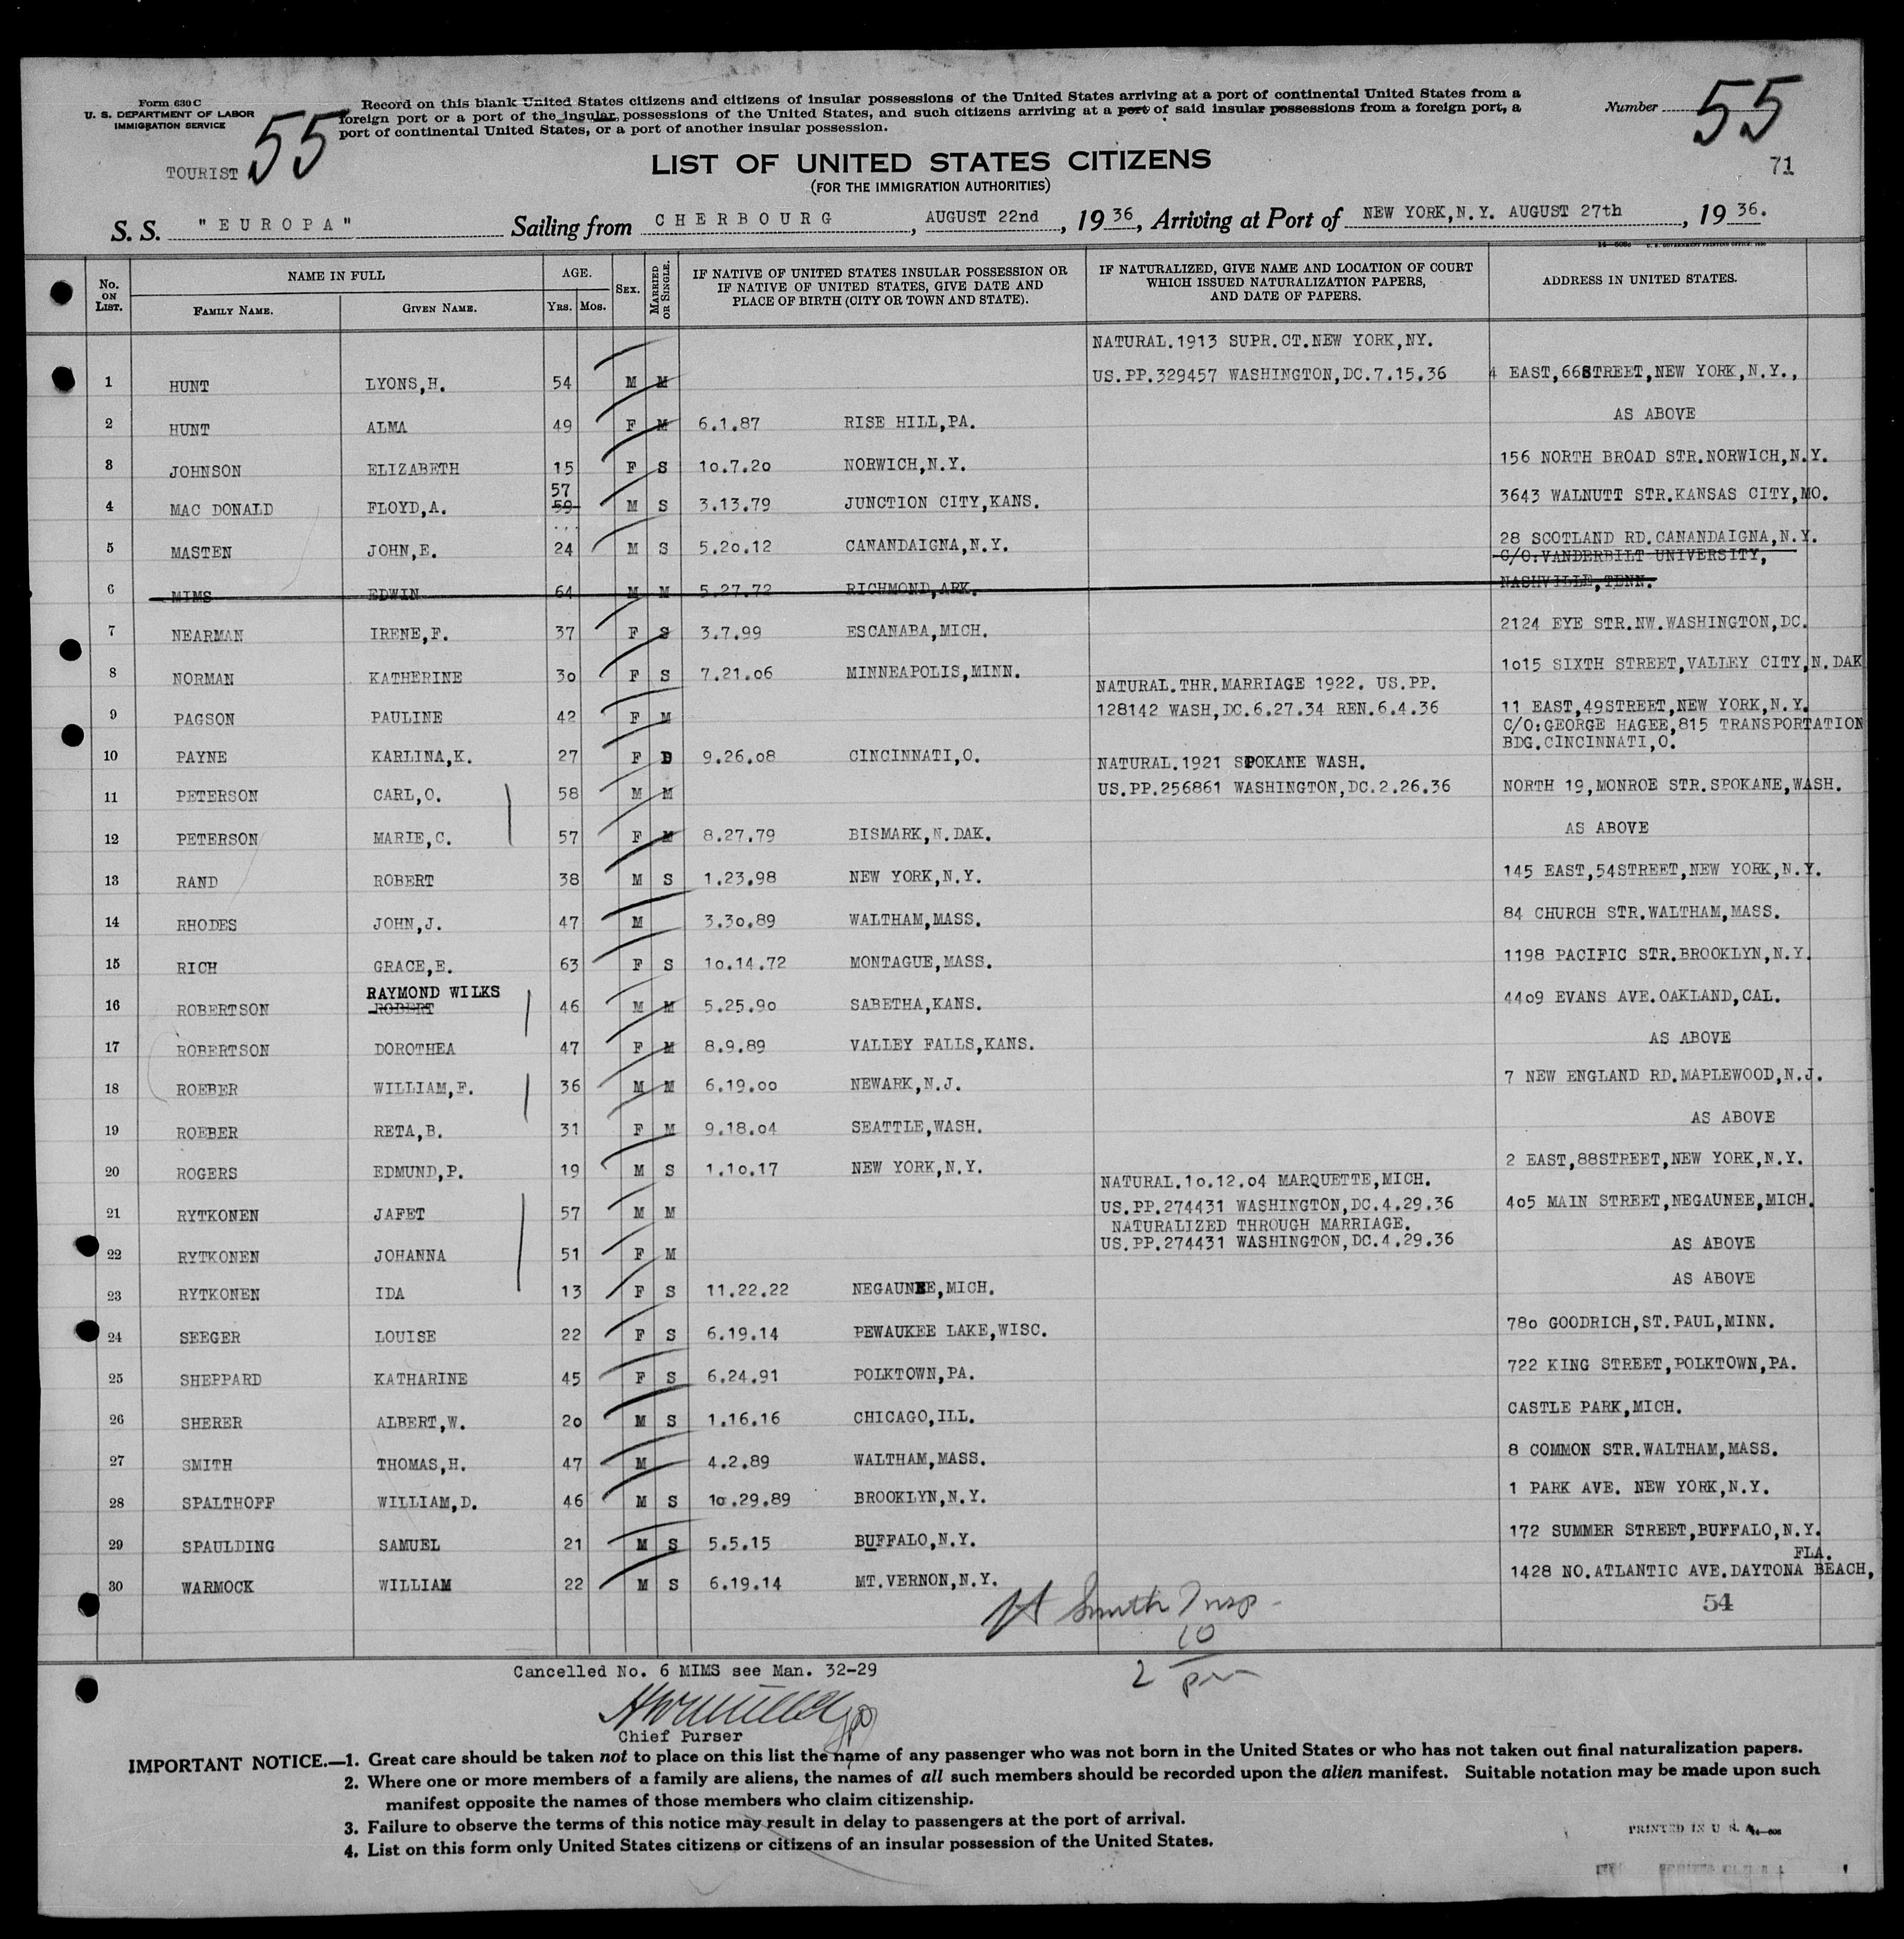 Form 630 C
U. S. DEPARTMENT OF LABOR
IMMIGRATION SERVICE
55
Record on this blank United States citizens and citizens of insular possessions of the United States arriving at a port of continental United States from a
foreign port or a port of the insular possessions of the United States, and such citizens arriving at a port of said insular possessions from a foreign port, a
port of continental United States, or a port of another insular possession.
Number 55
TOURIST
LIST OF UNITED STATES CITIZENS
(FOR THE IMMIGRATION AUTHORITIES)
71
S. S. "EUROPA" Sailing from CHERBOURG, AUGUST 22nd, 1936, Arriving at Port of NEW YORK,N.Y. AUGUST 27th, 1936.
No. ON LIST. NAME IN FULL FAMILY NAME. GIVEN NAME. AGE. YRS. MOS. SEX. MARRIED OR SINGLE. IF NATIVE OF UNITED STATES INSULAR POSSESSION OR IF NATIVE OF UNITED STATES, GIVE DATE AND PLACE OF BIRTH (CITY OR TOWN AND STATE). IF NATURALIZED, GIVE NAME AND LOCATION OF COURT WHICH ISSUED NATURALIZATION PAPERS, AND DATE OF PAPERS. ADDRESS IN UNITED STATES.
NATURAL.1913 SUPR.CT.NEW YORK,NY.
1 HUNT LYONS,H. 54 M M US.PP.329457 WASHINGTON,DC.7.15.36 4 EAST,66STREET,NEW YORK,N.Y.,
2 HUNT ALMA 49 F M 6.1.87 RISE HILL,PA. AS ABOVE
3 JOHNSON ELIZABETH 15 F S 10.7.20 NORWICH,N.Y. 156 NORTH BROAD STR.NORWICH,N.Y.
57
4 MAC DONALD FLOYD,A. 59 M S 3.13.79 JUNCTION CITY,KANS. 3643 WALNUTT STR.KANSAS CITY,MO.
5 MASTEN JOHN,E. 24 M S 5.20.12 CANANDAIGNA,N.Y. 28 SCOTLAND RD.CANANDAIGNA,N.Y.
C/O.VANDERBILT UNIVERSITY,
6 MIMS EDWIN 64 M M 5.27.72 RICHMOND,ARK. NASHVILLE,TENN.
7 NEARMAN IRENE,F. 37 F S 3.7.99 ESCANABA,MICH. 2124 EYE STR.NW.WASHINGTON,DC.
8 NORMAN KATHERINE 30 F S 7.21.06 MINNEAPOLIS,MINN. 1015 SIXTH STREET,VALLEY CITY,N.DAK
NATURAL.THR.MARRIAGE 1922. US.PP.
9 PAGSON PAULINE 42 F M 128142 WASH,DC.6.27.34 REN.6.4.36 11 EAST,49STREET,NEW YORK,N.Y.
C/O:GEORGE HAGEE,815 TRANSPORTATION
10 PAYNE KARLINA,K. 27 F D 9.26.08 CINCINNATI,O. BDG.CINCINNATI,O.
NATURAL.1921 SPOKANE WASH.
11 PETERSON CARL,O. 58 M M US.PP.256861 WASHINGTON,DC.2.26.36 NORTH 19,MONROE STR.SPOKANE,WASH.
12 PETERSON MARIE,C. 57 F M 8.27.79 BISMARK,N.DAK. AS ABOVE
13 RAND ROBERT 38 M S 1.23.98 NEW YORK,N.Y. 145 EAST,54STREET,NEW YORK,N.Y.
14 RHODES JOHN,J. 47 M 3.30.89 WALTHAM,MASS. 84 CHURCH STR.WALTHAM,MASS.
15 RICH GRACE,E. 63 F S 10.14.72 MONTAGUE,MASS. 1198 PACIFIC STR.BROOKLYN,N.Y.
RAYMOND WILKS
16 ROBERTSON ROBERT 46 M M 5.25.90 SABETHA,KANS. 4409 EVANS AVE.OAKLAND,CAL.
17 ROBERTSON DOROTHEA 47 F M 8.9.89 VALLEY FALLS,KANS. AS ABOVE
18 ROEBER WILLIAM,F. 36 M M 6.19.00 NEWARK,N.J. 7 NEW ENGLAND RD.MAPLEWOOD,N.J.
19 ROEBER RETA,B. 31 F M 9.18.04 SEATTLE,WASH. AS ABOVE
20 ROGERS EDMUND,P. 19 M S 1.10.17 NEW YORK,N.Y. 2 EAST,88STREET,NEW YORK,N.Y.
NATURAL.10.12.04 MARQUETTE,MICH.
21 RYTKONEN JAFET 57 M M US.PP.274431 WASHINGTON,DC.4.29.36 405 MAIN STREET,NEGAUNEE,MICH.
NATURALIZED THROUGH MARRIAGE.
22 RYTKONEN JOHANNA 51 F M US.PP.274431 WASHINGTON,DC.4.29.36 AS ABOVE
23 RYTKONEN IDA 13 F S 11.22.22 NEGAUNEE,MICH. AS ABOVE
24 SEEGER LOUISE 22 F S 6.19.14 PEWAUKEE LAKE,WISC. 780 GOODRICH,ST.PAUL,MINN.
25 SHEPPARD KATHARINE 45 F S 6.24.91 POLKTOWN,PA. 722 KING STREET,POLKTOWN,PA.
26 SHERER ALBERT,W. 20 M S 1.16.16 CHICAGO,ILL. CASTLE PARK,MICH.
27 SMITH THOMAS,H. 47 M 4.2.89 WALTHAM,MASS. 8 COMMON STR.WALTHAM,MASS.
28 SPALTHOFF WILLIAM,D. 46 M S 10.29.89 BROOKLYN,N.Y. 1 PARK AVE. NEW YORK,N.Y.
29 SPAULDING SAMUEL 21 M S 5.5.15 BUFFALO,N.Y. 172 SUMMER STREET,BUFFALO,N.Y.
FLA.
30 WARMOCK WILLIAM 22 M S 6.19.14 MT.VERNON,N.Y. 1428 NO.ATLANTIC AVE.DAYTONA BEACH,
Smith Insp
54
10
2 pm
Cancelled No. 6 MIMS see Man. 32-29
Chief Purser
IMPORTANT NOTICE.—1. Great care should be taken not to place on this list the name of any passenger who was not born in the United States or who has not taken out final naturalization papers.
2. Where one or more members of a family are aliens, the names of all such members should be recorded upon the alien manifest. Suitable notation may be made upon such
manifest opposite the names of those members who claim citizenship.
3. Failure to observe the terms of this notice may result in delay to passengers at the port of arrival.
4. List on this form only United States citizens or citizens of an insular possession of the United States.
PRINTED IN U S A